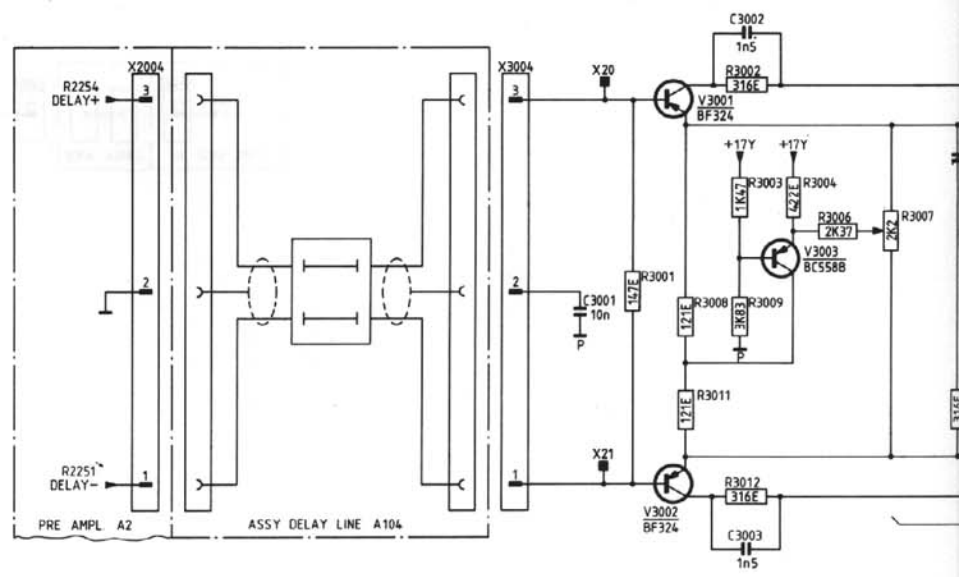 C3002
1n5
X2004
X3004
R2254
DELAY+
3
3
X20
R3002
316E
V3001
BF324
+17Y
+17Y
R3003
1K47
R3004
422E
R3006
2K37
R3007
2K2
V3003
BC558B
2
2
C3001
10n
P
R3001
147E
R3008
121E
R3009
3K83
P
R3011
121E
316E
R2251
DELAY-
1
1
X21
R3012
316E
V3002
BF324
C3003
1n5
PRE AMPL. A2
ASSY DELAY LINE A104